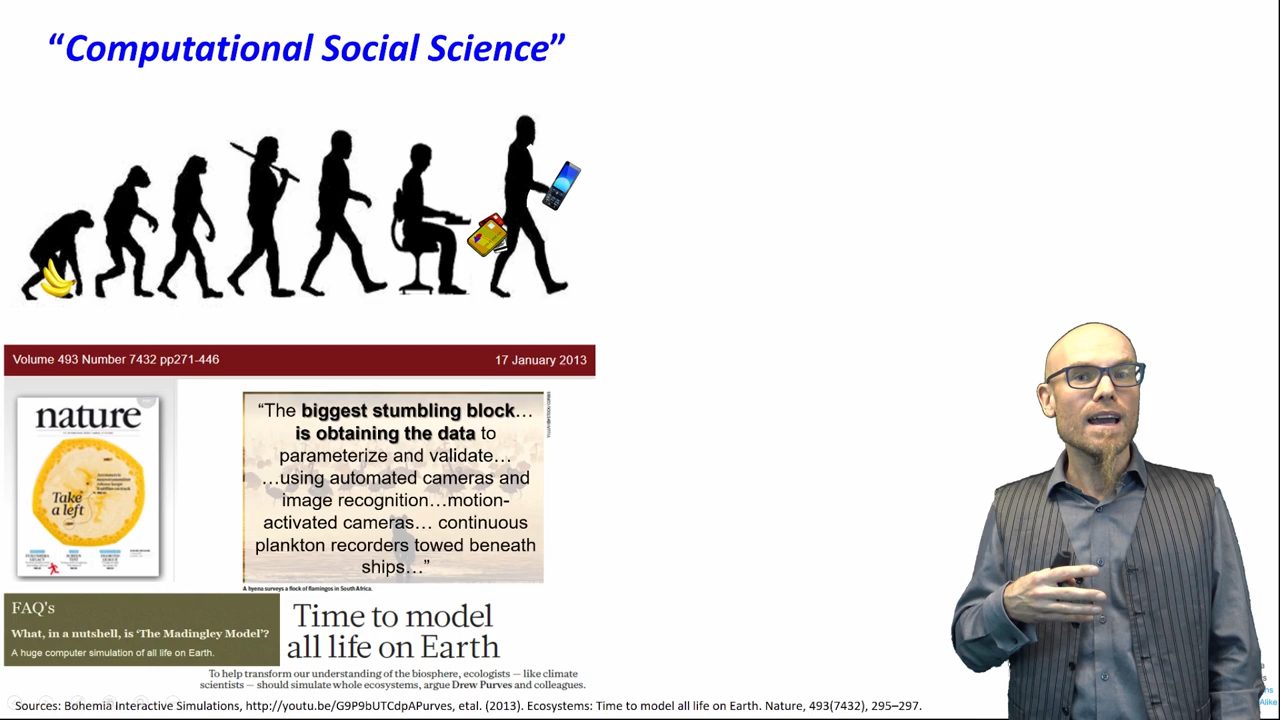 “Computational Social Science”
Volume 493 Number 7432 pp271-446
17 January 2013
nature
Take
a left
“The biggest stumbling block…
is obtaining the data to
parameterize and validate…
…using automated cameras and
image recognition…motion-
activated cameras… continuous
plankton recorders towed beneath
ships…”
A hyena surveys a flock of flamingos in South Africa.
FAQ's
What, in a nutshell, is ‘The Madingley Model’?
A huge computer simulation of all life on Earth.
Time to model
all life on Earth
To help transform our understanding of the biosphere, ecologists — like climate
scientists — should simulate whole ecosystems, argue Drew Purves and colleagues.
Sources: Bohemia Interactive Simulations, http://youtu.be/G9P9bUTCdpAPurves, etal. (2013). Ecosystems: Time to model all life on Earth. Nature, 493(7432), 295–297.